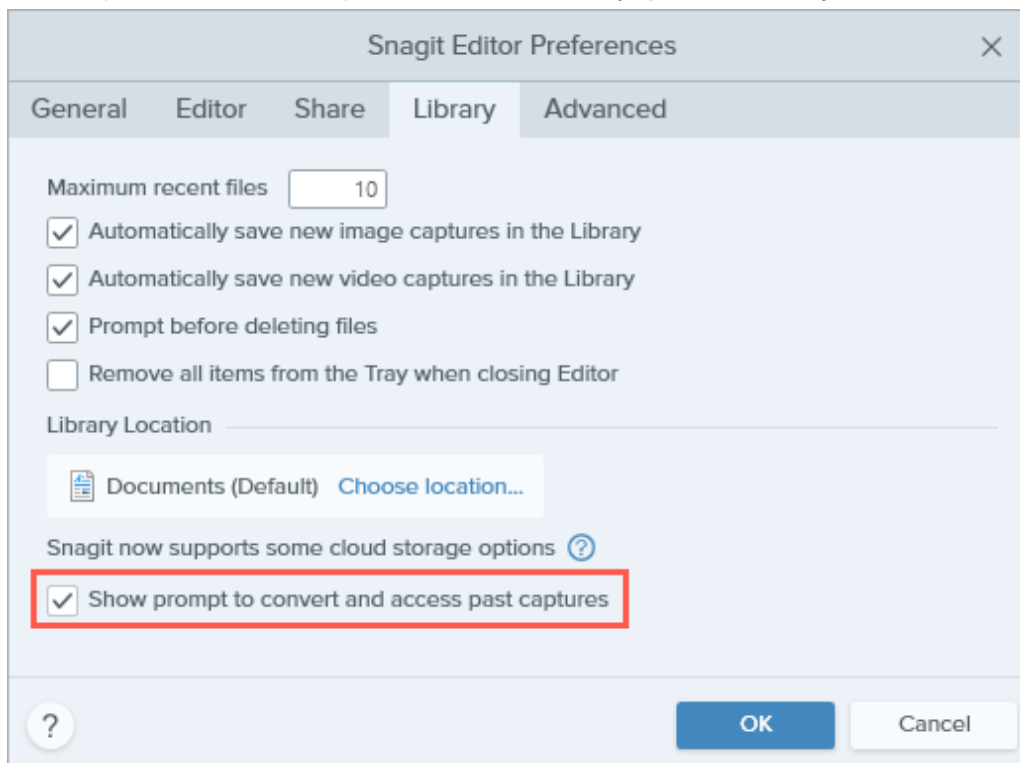 Snagit Editor Preferences
General Editor Share Library Advanced
Maximum recent files 10
Automatically save new image captures in the Library
Automatically save new video captures in the Library
Prompt before deleting files
Remove all items from the Tray when closing Editor
Library Location
Documents (Default) Choose location...
Snagit now supports some cloud storage options ?
Show prompt to convert and access past captures
? OK Cancel